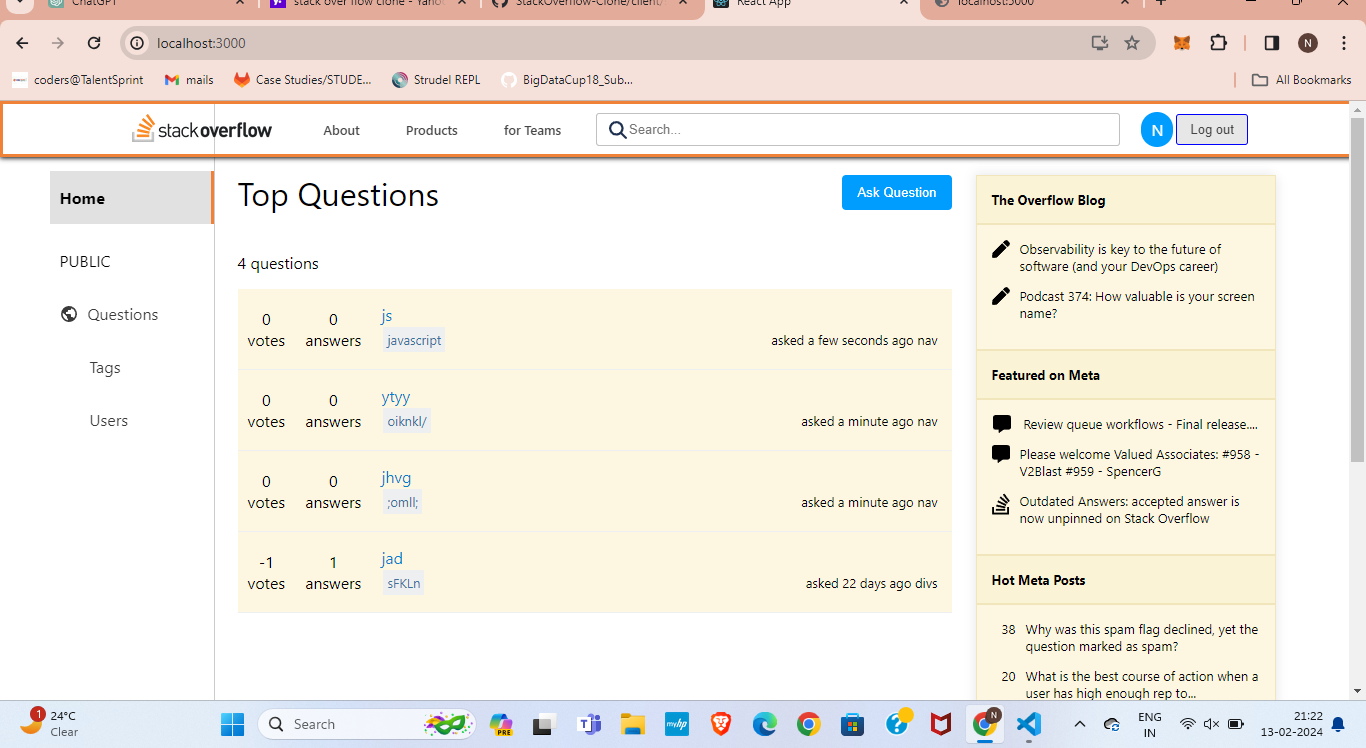 ChatGPT
stack over flow clone - Yahoo
StackOverflow-Clone/client/
React App
localhost:5000
localhost:3000
N
coders@TalentSprint
mails
Case Studies/STUDE...
Strudel REPL
BigDataCup18_Sub...
All Bookmarks
stackoverflow
About
Products
for Teams
Search...
N
Log out
Home
PUBLIC
Questions
Tags
Users
Top Questions
Ask Question
4 questions
0 votes
0 answers
js
javascript
asked a few seconds ago nav
0 votes
0 answers
ytyy
oiknkl/
asked a minute ago nav
0 votes
0 answers
jhvg
;omll;
asked a minute ago nav
-1 votes
1 answers
jad
sFKLn
asked 22 days ago divs
The Overflow Blog
Observability is key to the future of
software (and your DevOps career)
Podcast 374: How valuable is your screen
name?
Featured on Meta
Review queue workflows - Final release....
Please welcome Valued Associates: #958 -
V2Blast #959 - SpencerG
Outdated Answers: accepted answer is
now unpinned on Stack Overflow
Hot Meta Posts
38 Why was this spam flag declined, yet the
question marked as spam?
20 What is the best course of action when a
user has high enough rep to...
1
24°C
Clear
Search
PRE
myhp
N
ENG
IN
21:22
13-02-2024